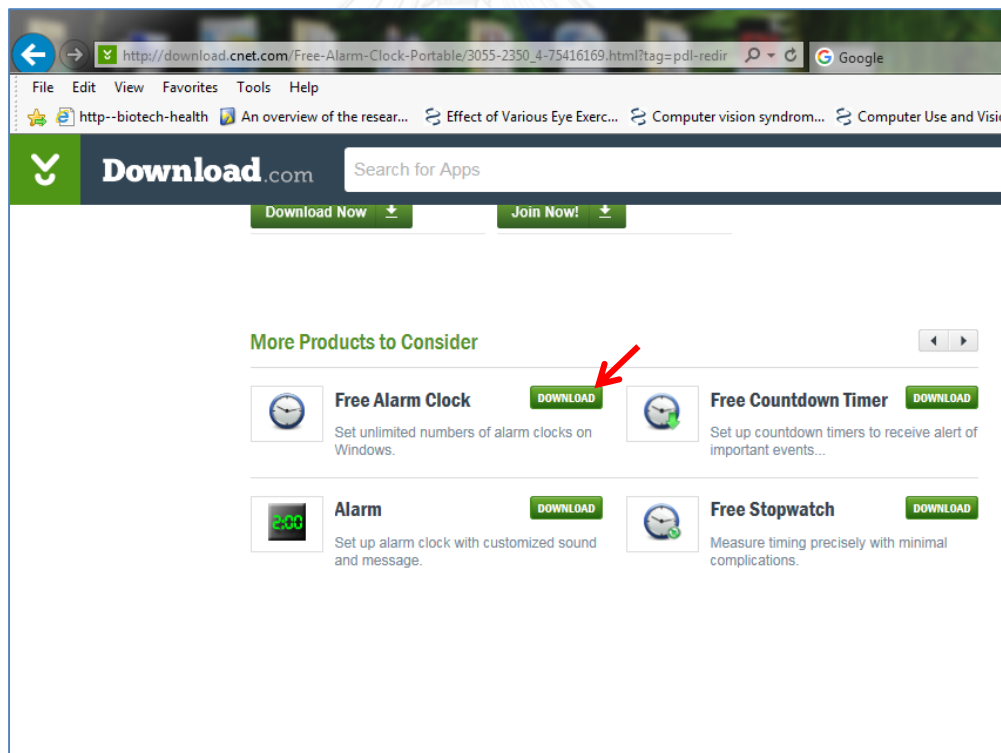 http://download.cnet.com/Free-Alarm-Clock-Portable/3055-2350_4-75416169.html?tag=pdl-redir
Google
File Edit View Favorites Tools Help
http--biotech-health An overview of the resear... Effect of Various Eye Exerc... Computer vision syndrom... Computer Use and Visi
Download.com Search for Apps
Download Now Join Now!
More Products to Consider
Free Alarm Clock DOWNLOAD
Set unlimited numbers of alarm clocks on
Windows.
Free Countdown Timer DOWNLOAD
Set up countdown timers to receive alert of
important events...
2:00
Alarm DOWNLOAD
Set up alarm clock with customized sound
and message.
Free Stopwatch DOWNLOAD
Measure timing precisely with minimal
complications.